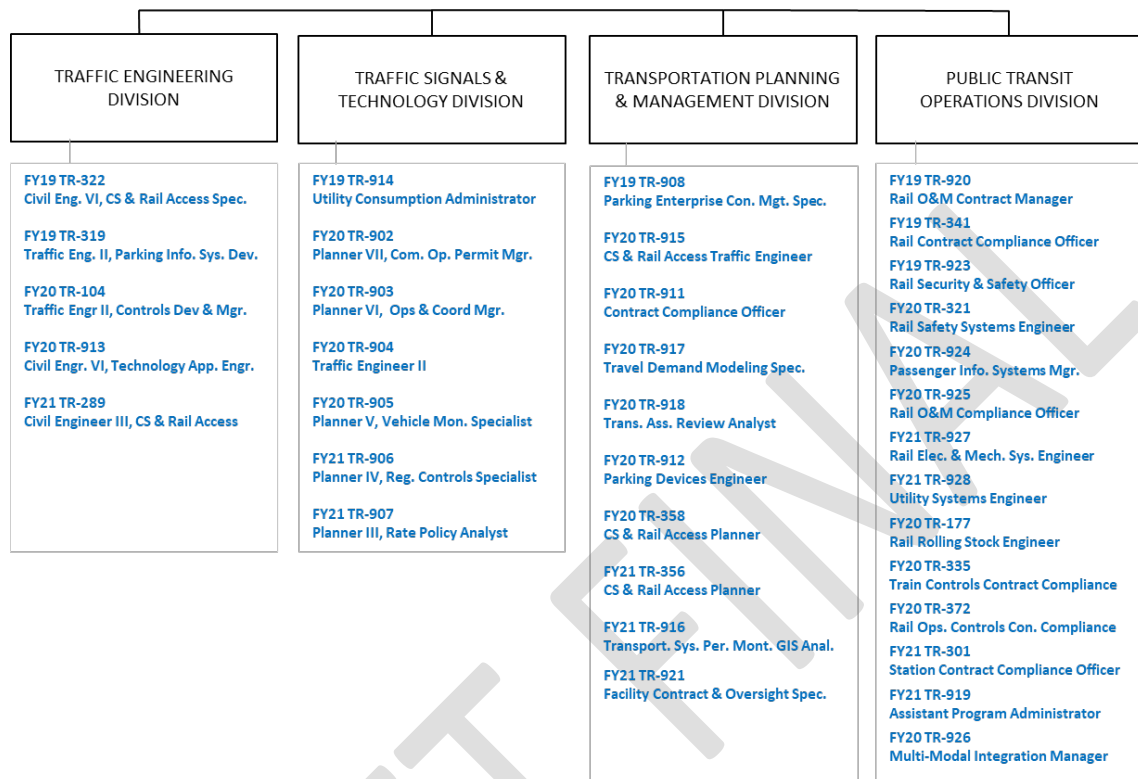 TRAFFIC ENGINEERING
DIVISION
FY19 TR-322
Civil Eng. VI, CS & Rail Access Spec.
FY19 TR-319
Traffic Eng. II, Parking Info. Sys. Dev.
FY20 TR-104
Traffic Engr II, Controls Dev & Mgr.
FY20 TR-913
Civil Engr. VI, Technology App. Engr.
FY21 TR-289
Civil Engineer III, CS & Rail Access
TRAFFIC SIGNALS &
TECHNOLOGY DIVISION
FY19 TR-914
Utility Consumption Administrator
FY20 TR-902
Planner VII, Com. Op. Permit Mgr.
FY20 TR-903
Planner VI, Ops & Coord Mgr.
FY20 TR-904
Traffic Engineer II
FY20 TR-905
Planner V, Vehicle Mon. Specialist
FY21 TR-906
Planner IV, Reg. Controls Specialist
FY21 TR-907
Planner III, Rate Policy Analyst
TRANSPORTATION PLANNING
& MANAGEMENT DIVISION
FY19 TR-908
Parking Enterprise Con. Mgt. Spec.
FY20 TR-915
CS & Rail Access Traffic Engineer
FY20 TR-911
Contract Compliance Officer
FY20 TR-917
Travel Demand Modeling Spec.
FY20 TR-918
Trans. Ass. Review Analyst
FY20 TR-912
Parking Devices Engineer
FY20 TR-358
CS & Rail Access Planner
FY21 TR-356
CS & Rail Access Planner
FY21 TR-916
Transport. Sys. Per. Mont. GIS Anal.
FY21 TR-921
Facility Contract & Oversight Spec.
PUBLIC TRANSIT
OPERATIONS DIVISION
FY19 TR-920
Rail O&M Contract Manager
FY19 TR-341
Rail Contract Compliance Officer
FY19 TR-923
Rail Security & Safety Officer
FY20 TR-321
Rail Safety Systems Engineer
FY20 TR-924
Passenger Info. Systems Mgr.
FY20 TR-925
Rail O&M Compliance Officer
FY21 TR-927
Rail Elec. & Mech. Sys. Engineer
FY21 TR-928
Utility Systems Engineer
FY20 TR-177
Rail Rolling Stock Engineer
FY20 TR-335
Train Controls Contract Compliance
FY20 TR-372
Rail Ops. Controls Con. Compliance
FY21 TR-301
Station Contract Compliance Officer
FY21 TR-919
Assistant Program Administrator
FY20 TR-926
Multi-Modal Integration Manager
FINAL